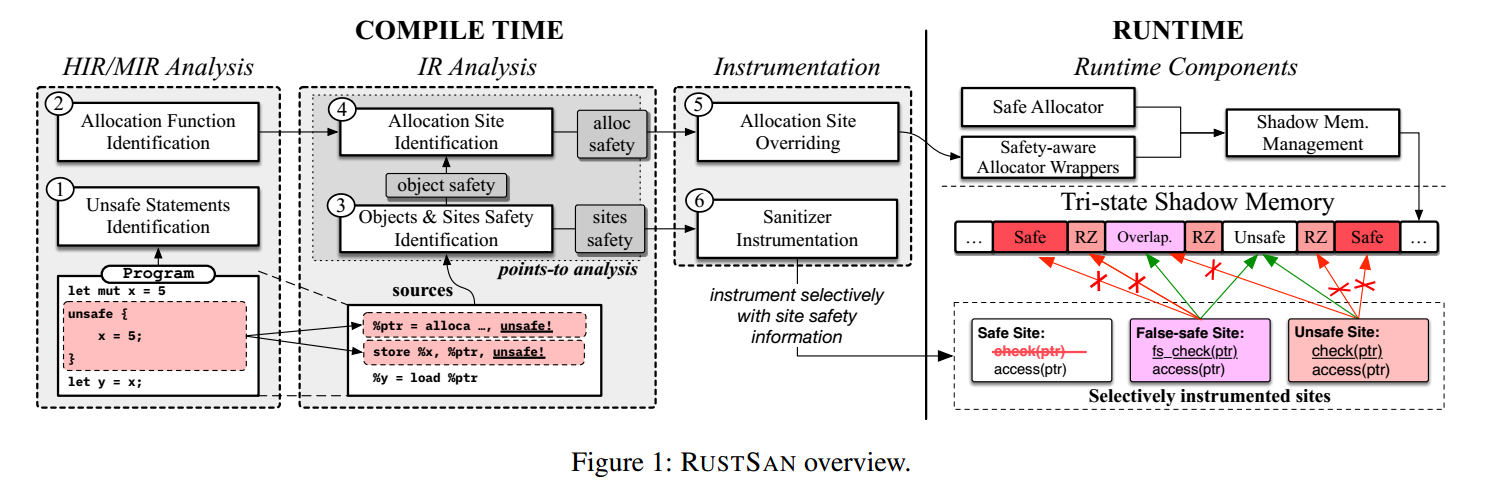 COMPILE TIME
RUNTIME
HIR/MIR Analysis
IR Analysis
Instrumentation
Runtime Components
2
Allocation Function
Identification
4
Allocation Site
Identification
alloc
safety
5
Allocation Site
Overriding
Safe Allocator
Safety-aware
Allocator Wrappers
Shadow Mem.
Management
object safety
1
Unsafe Statements
Identification
3
Objects & Sites Safety
Identification
sites
safety
6
Sanitizer
Instrumentation
points-to analysis
Tri-state Shadow Memory
...
Safe
RZ
Overlap.
RZ
Unsafe
RZ
Safe
...
Program
let mut x = 5
unsafe {
x = 5;
}
let y = x;
sources
%ptr = alloca …, unsafe!
store %x, %ptr, unsafe!
%y = load %ptr
instrument selectively
with site safety
information
Safe Site:
check(ptr)
access(ptr)
False-safe Site:
fs_check(ptr)
access(ptr)
Unsafe Site:
check(ptr)
access(ptr)
Selectively instrumented sites
Figure 1: RUSTSAN overview.